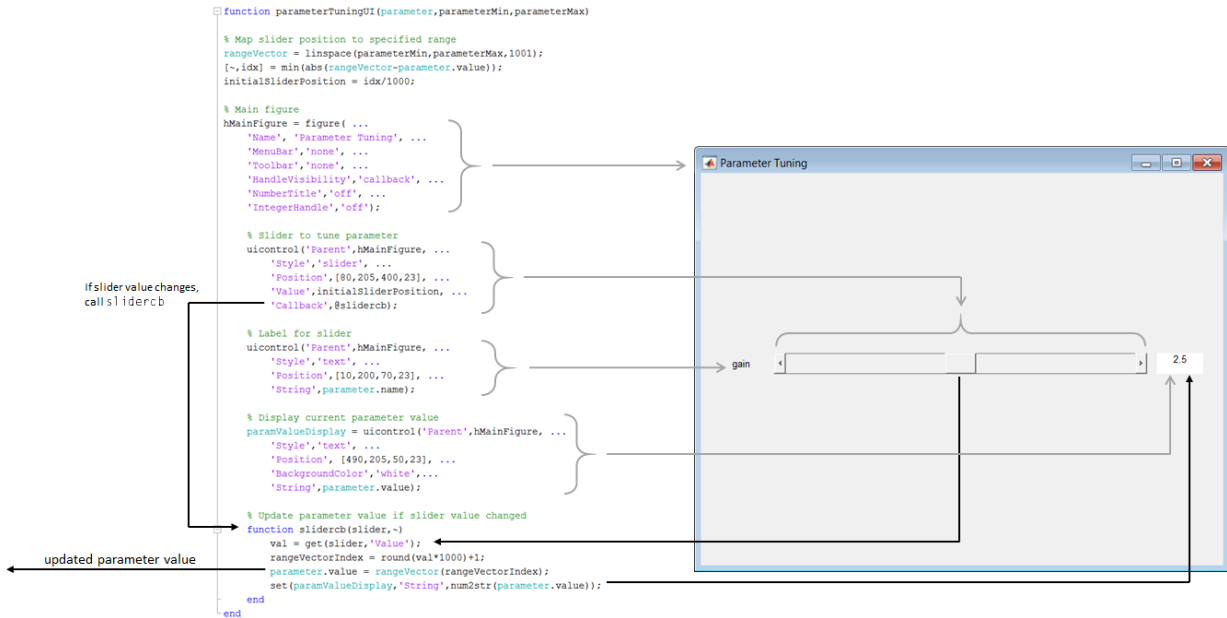 function parameterTuningUI(parameter,parameterMin,parameterMax)
% Map slider position to specified range
rangeVector = linspace(parameterMin,parameterMax,1001);
[~,idx] = min(abs(rangeVector-parameter.value));
initialSliderPosition = idx/1000;
% Main figure
hMainFigure = figure( ...
'Name', 'Parameter Tuning', ...
'MenuBar','none', ...
'Toolbar','none', ...
'HandleVisibility','callback', ...
'NumberTitle','off', ...
'IntegerHandle','off');
% Slider to tune parameter
uicontrol('Parent',hMainFigure, ...
'Style','slider', ...
'Position',[80,205,400,23], ...
'Value',initialSliderPosition, ...
'Callback',@slidercb);
% Label for slider
uicontrol('Parent',hMainFigure, ...
'Style','text', ...
'Position',[10,200,70,23], ...
'String',parameter.name);
% Display current parameter value
paramValueDisplay = uicontrol('Parent',hMainFigure, ...
'Style','text', ...
'Position', [490,205,50,23], ...
'BackgroundColor','white',...
'String',parameter.value);
% Update parameter value if slider value changed
function slidercb(slider,~)
val = get(slider,'Value');
rangeVectorIndex = round(val*1000)+1;
parameter.value = rangeVector(rangeVectorIndex);
set(paramValueDisplay,'String',num2str(parameter.value));
end
end
If slider value changes,
call slidercb
updated parameter value
Parameter Tuning
gain
2.5